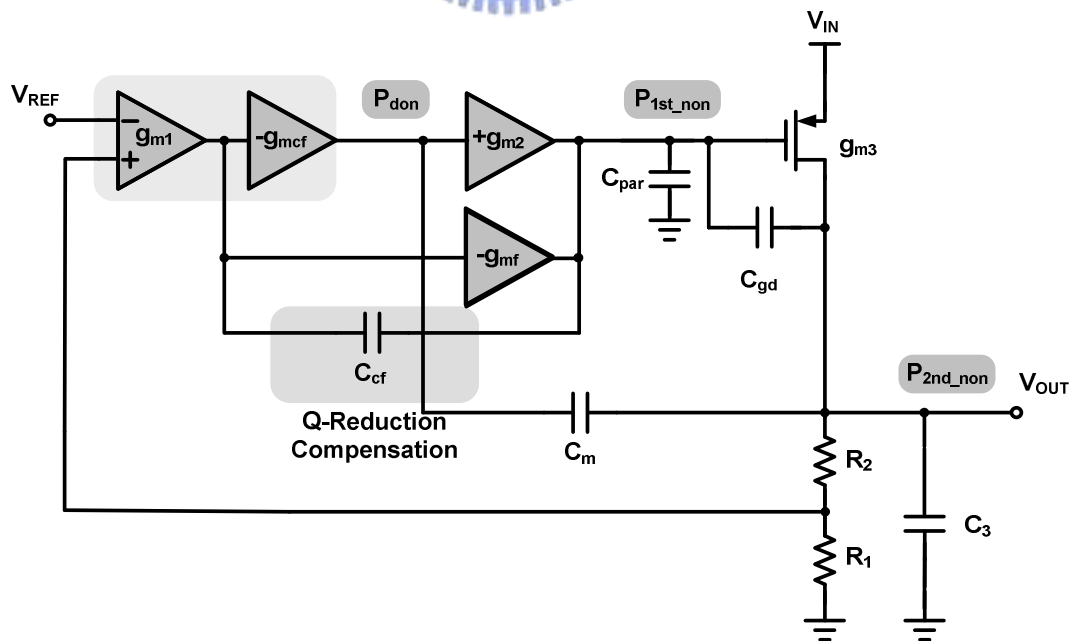 V_IN
V_REF
P_don
P_1st_non
-
g_m1
+
-g_mcf
+g_m2
g_m3
C_par
-g_mf
C_gd
C_cf
P_2nd_non
V_OUT
Q-Reduction
Compensation
C_m
R_2
C_3
R_1